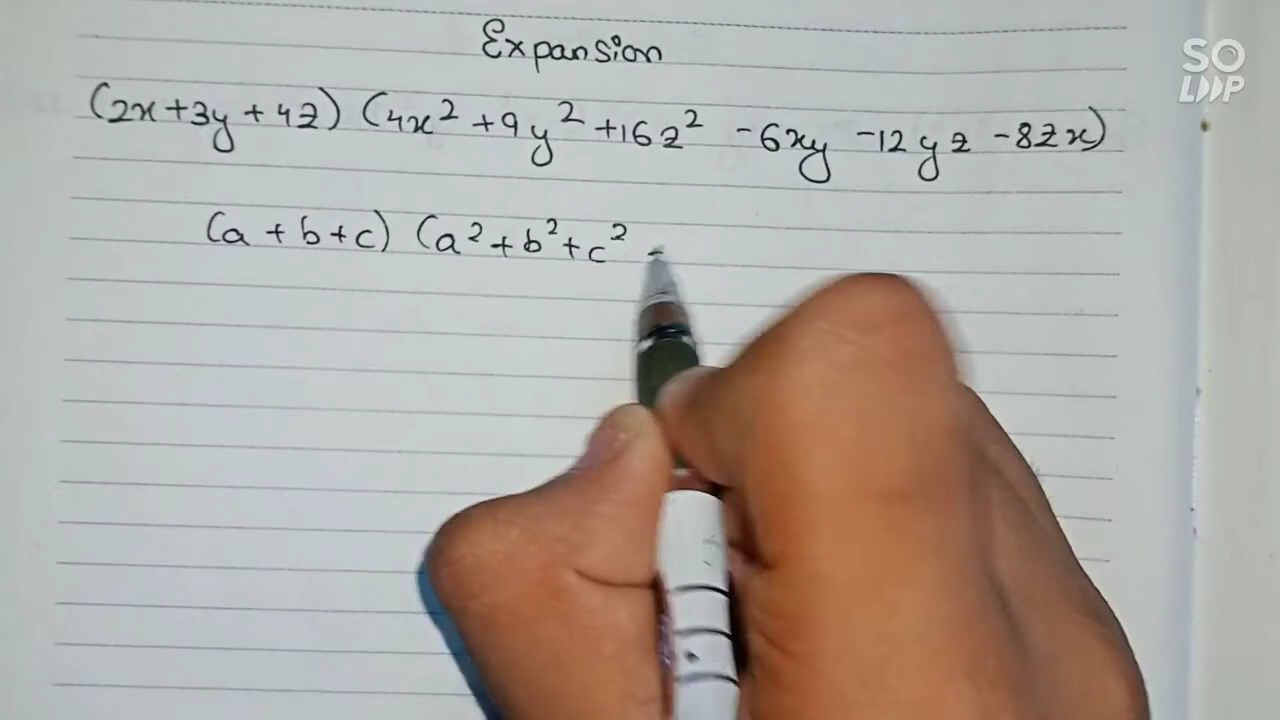 Expansion
SO
LDP
(2x+3y+4z) (4x² +9y² +16z² -6xy -12yz -8zx)
(a+b+c) (a²+b²+c² -